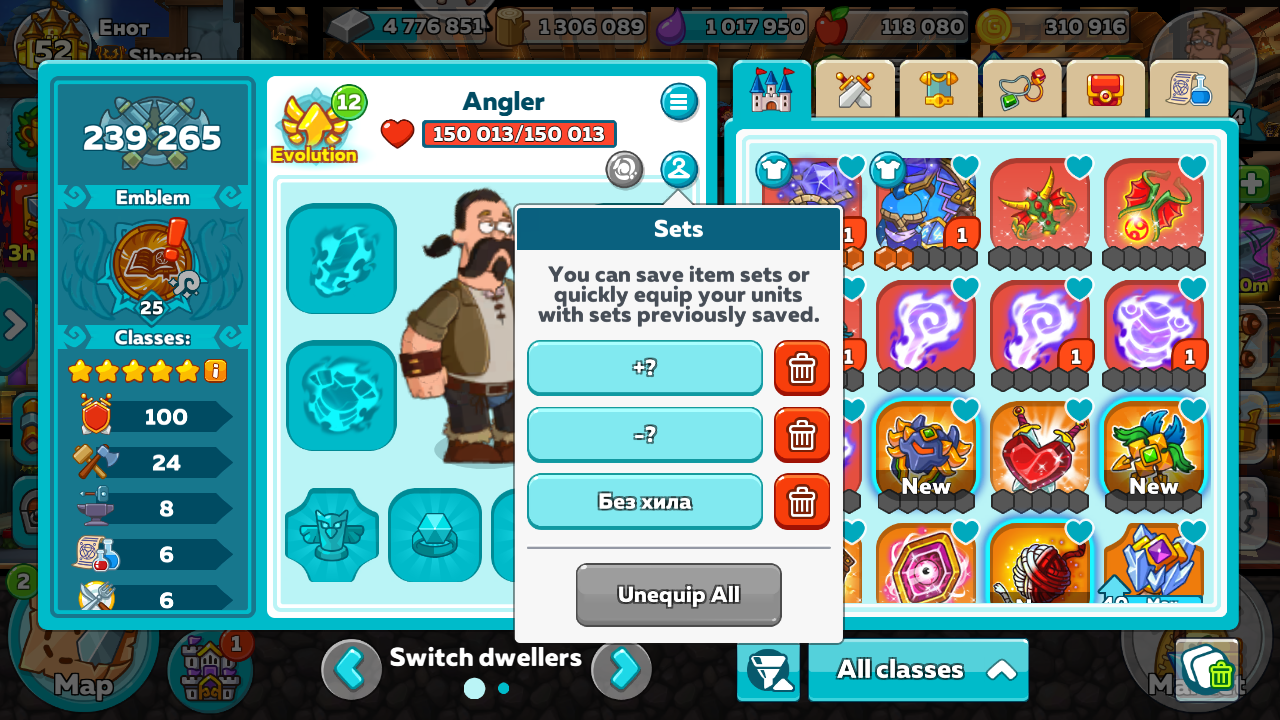 52
Енот
Siberia
4 776 851
1 306 089
1 017 950
118 080
310 916
239 265
Emblem
25
Classes:
100
24
8
6
6
12
Evolution
Angler
150 013/150 013
Sets
You can save item sets or
quickly equip your units
with sets previously saved.
+?
-?
Без хила
Unequip All
1
1
1
1
1
New
New
3h
2
Map
1
Switch dwellers
All classes